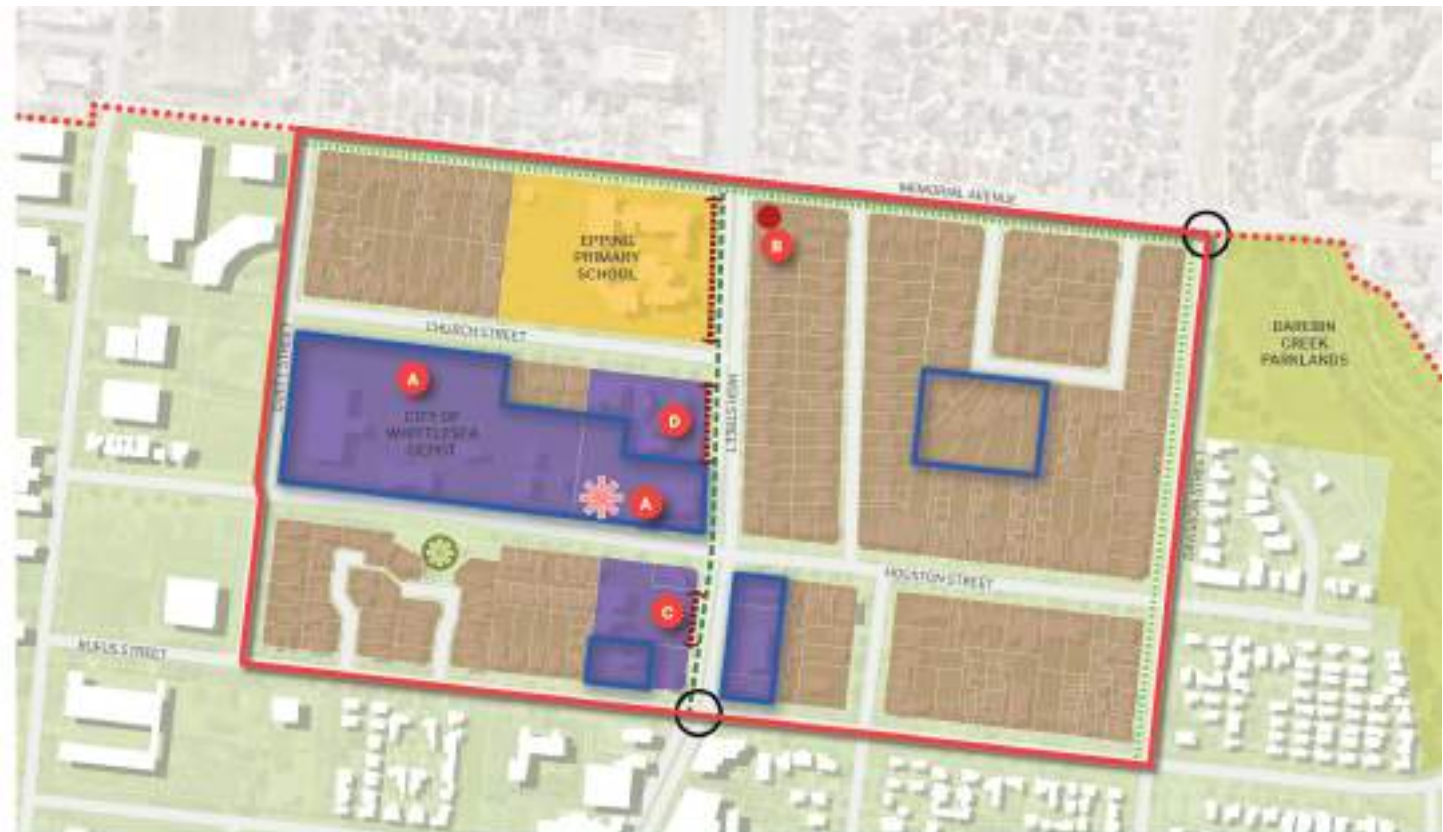 MEMORIAL AVENUE
B
EPPING
PRIMARY
SCHOOL
CHURCH STREET
DAREBIN
CREEK
PARKLANDS
A
HIGH STREET
CITY OF
WHITTLESEA
DEPOT
D
A
HOUSTON STREET
C
RUFUS STREET